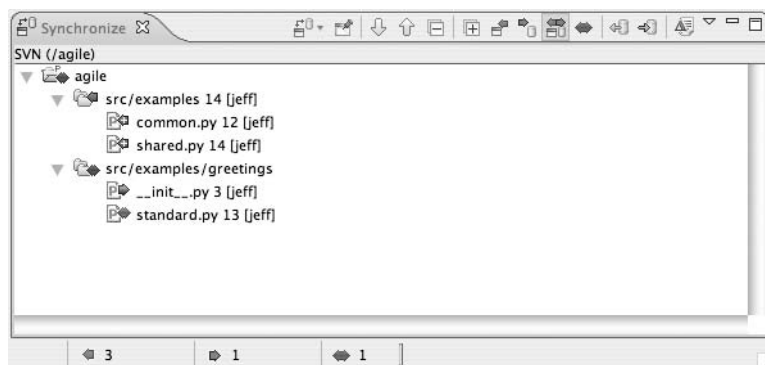 Synchronize
SVN (/agile)
agile
src/examples 14 [jeff]
common.py 12 [jeff]
shared.py 14 [jeff]
src/examples/greetings
__init__.py 3 [jeff]
standard.py 13 [jeff]
3 1 1